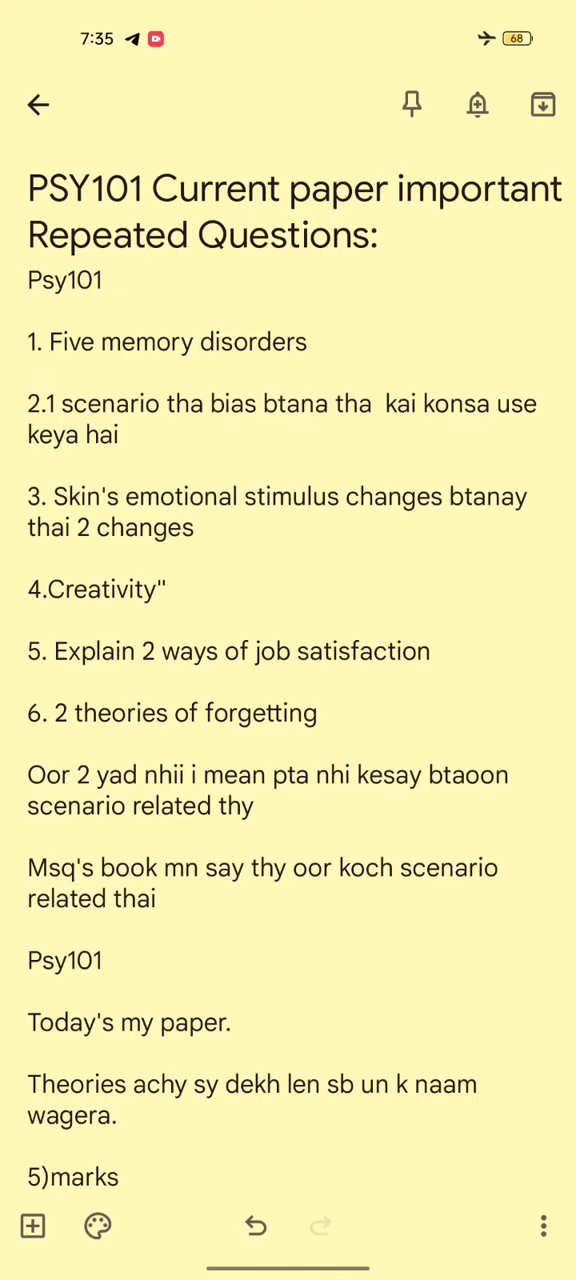 7:35
68
PSY101 Current paper important
Repeated Questions:
Psy101
1. Five memory disorders
2.1 scenario tha bias btana tha kai konsa use
keya hai
3. Skin's emotional stimulus changes btanay
thai 2 changes
4.Creativity"
5. Explain 2 ways of job satisfaction
6. 2 theories of forgetting
Oor 2 yad nhii i mean pta nhi kesay btaoon
scenario related thy
Msq's book mn say thy oor koch scenario
related thai
Psy101
Today's my paper.
Theories achy sy dekh len sb un k naam
wagera.
5)marks